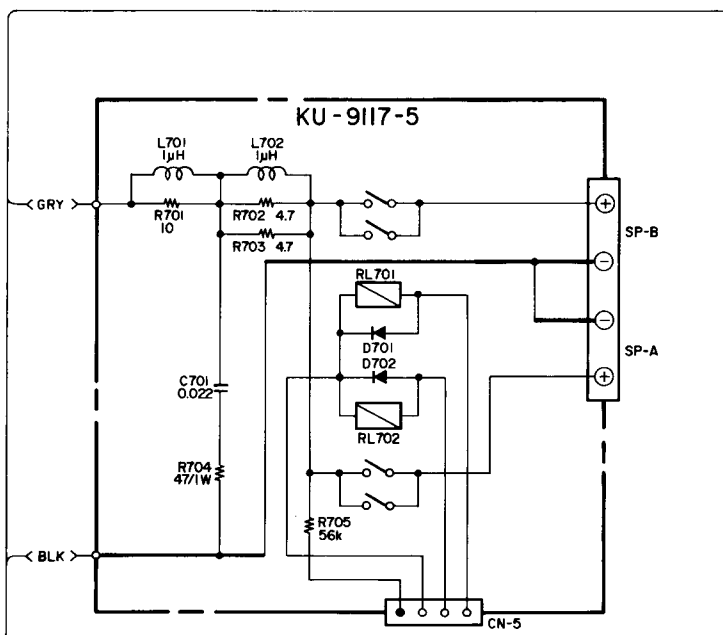 KU-9117-5
L701
1μH
L702
1μH
GRY
R701
10
R702 4.7
R703 4.7
+
SP-B
−
RL701
D701
D702
−
SP-A
+
C701
0.022
RL702
R704
47/1W
R705
56k
BLK
CN-5